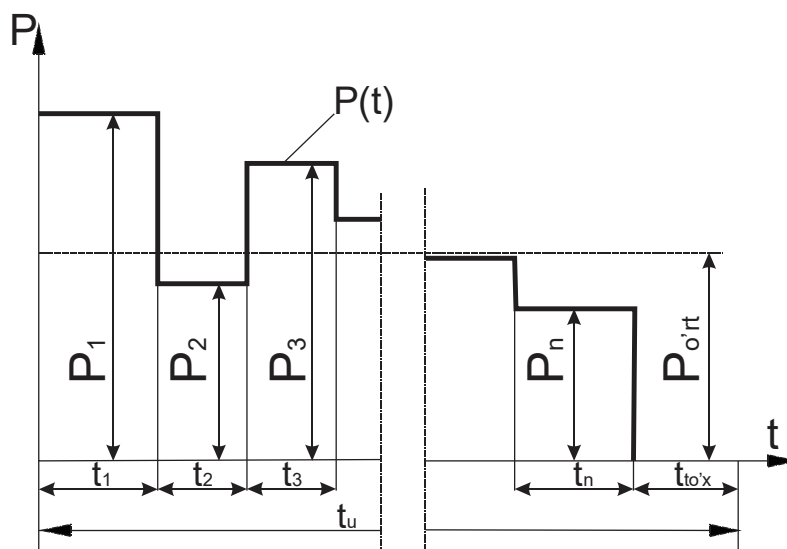 P
P(t)
P₁
P₂
P₃
Pₙ
Pₒ'ᵣₜ
t
t₁
t₂
t₃
tₙ
tₜₒ'ₓ
tᵤ